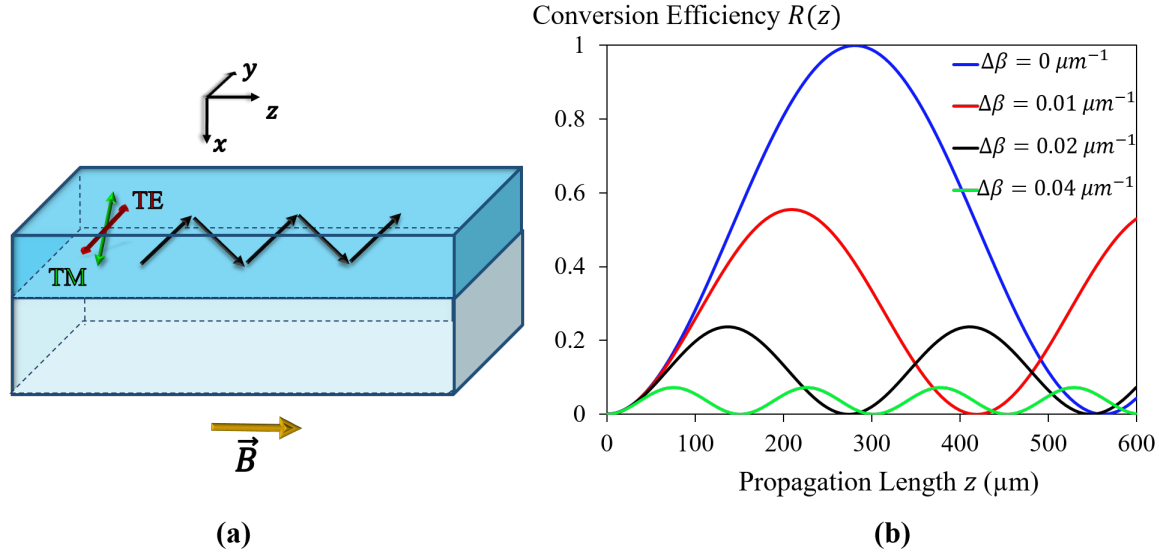 y
z
x
TE
TM
B⃗
(a)
Conversion Efficiency R(z)
1
0.8
0.6
0.4
0.2
0
0 100 200 300 400 500 600
Δβ = 0 μm⁻¹
Δβ = 0.01 μm⁻¹
Δβ = 0.02 μm⁻¹
Δβ = 0.04 μm⁻¹
Propagation Length z (µm)
(b)